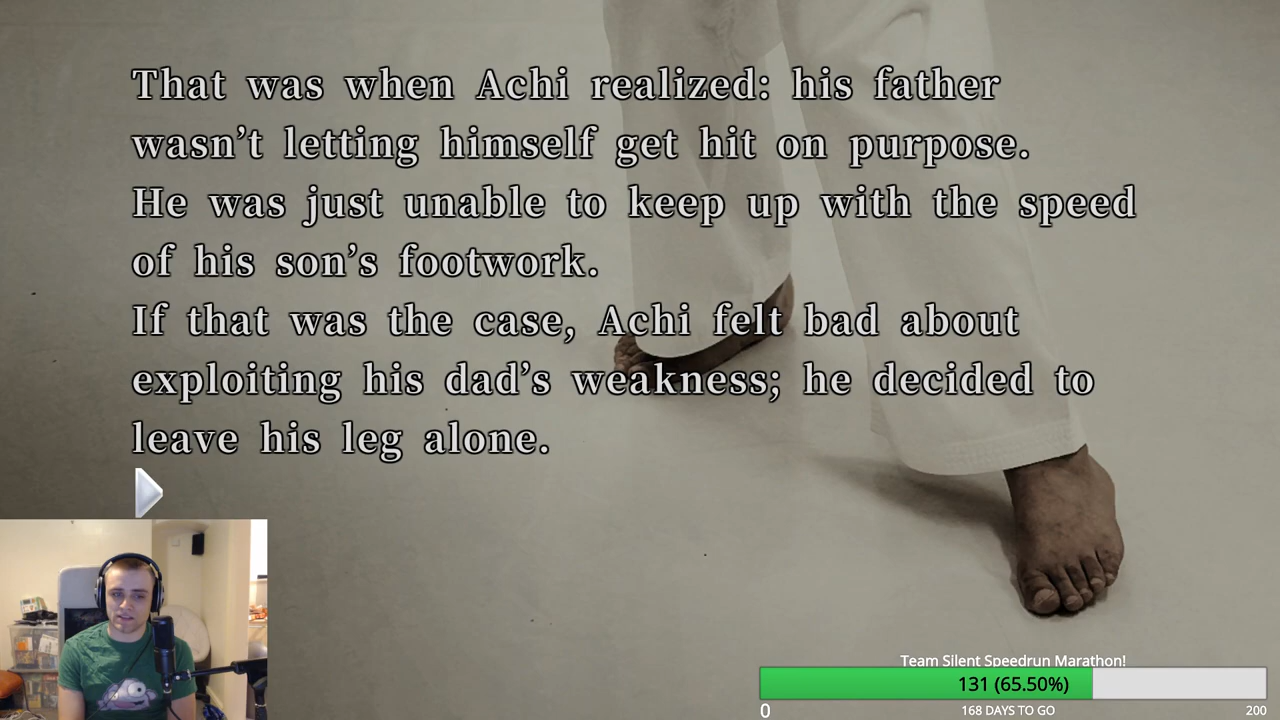 That was when Achi realized: his father
wasn’t letting himself get hit on purpose.
He was just unable to keep up with the speed
of his son’s footwork.
If that was the case, Achi felt bad about
exploiting his dad’s weakness; he decided to
leave his leg alone.
Team Silent Speedrun Marathon!
131 (65.50%)
0 168 DAYS TO GO 200